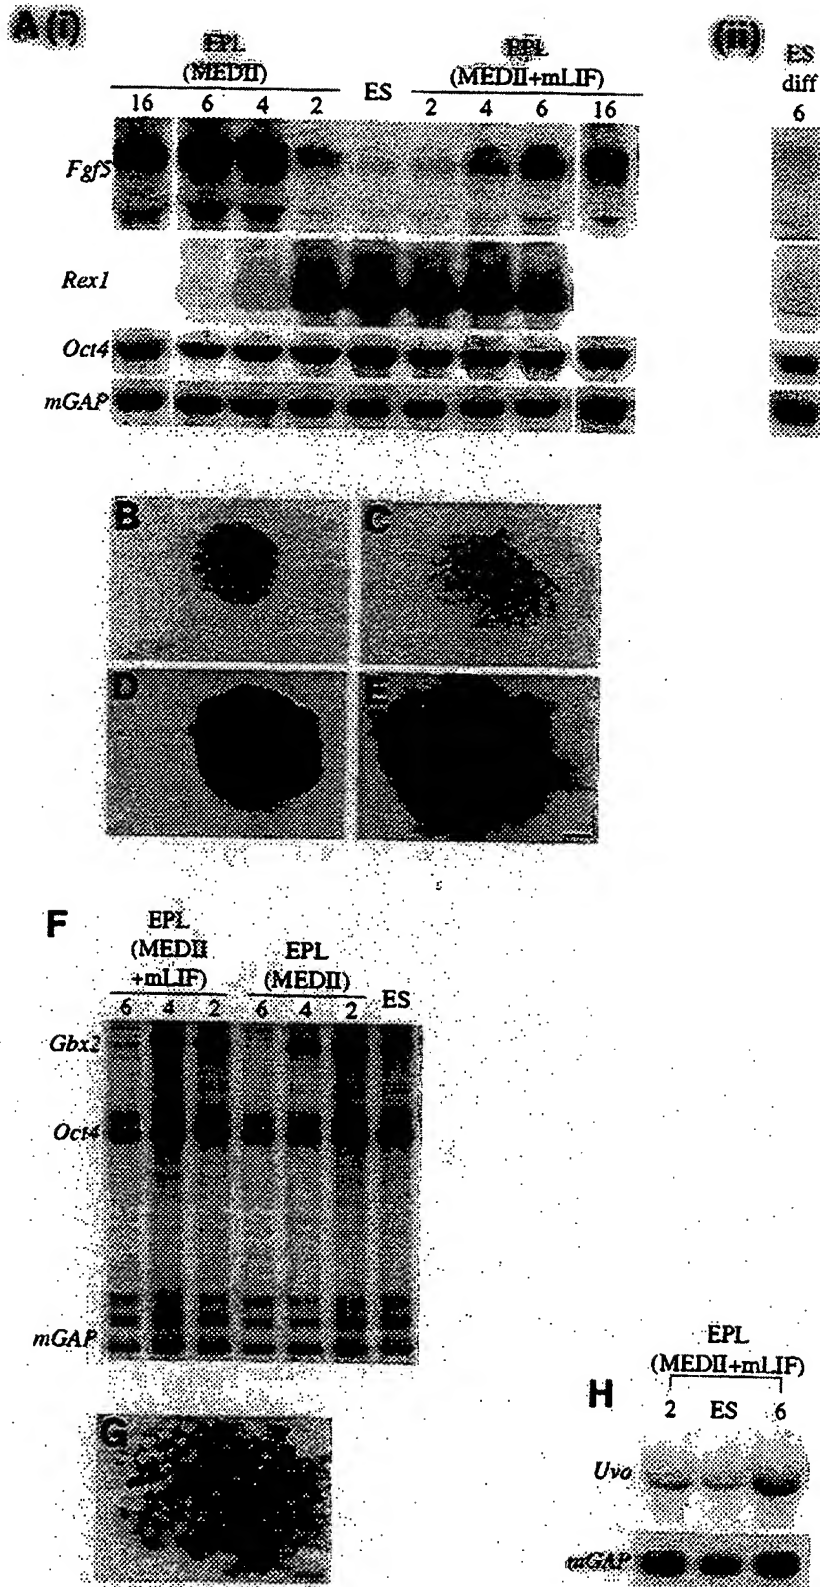 A (i)
EPL
(MEDII)
16 6 4 2
ES
EPL
(MEDII+mLIF)
2 4 6 16
(ii)
ES
diff
6
Fgf5
Rex1
Oct4
mGAP
B
C
D
E
F
EPL
(MEDII
+mLIF)
6 4 2
EPL
(MEDII)
6 4 2
ES
Gbx2
Oct4
mGAP
G
H
EPL
(MEDII+mLIF)
2 ES 6
Uvo
mGAP